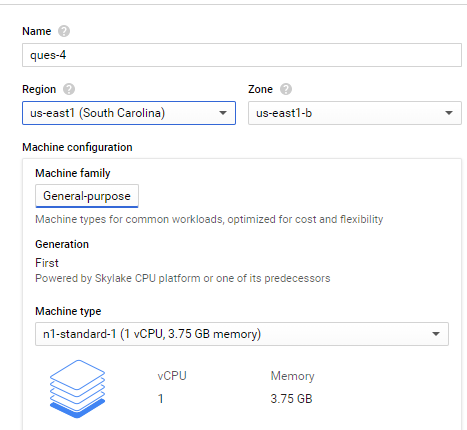 Name ?
ques-4
Region ? Zone ?
us-east1 (South Carolina) us-east1-b
Machine configuration
Machine family
General-purpose
Machine types for common workloads, optimized for cost and flexibility
Generation
First
Powered by Skylake CPU platform or one of its predecessors
Machine type
n1-standard-1 (1 vCPU, 3.75 GB memory)
vCPU Memory
1 3.75 GB